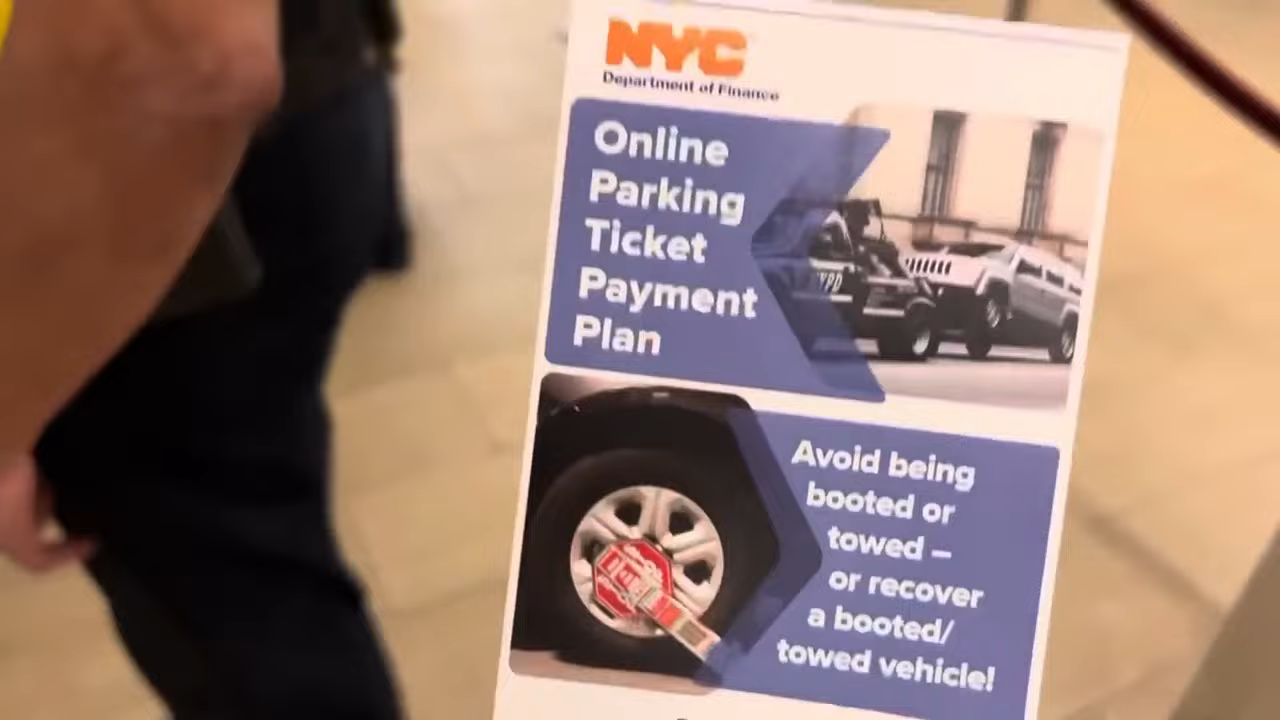 NYC
Department of Finance
Online
Parking
Ticket
Payment
Plan
NYPD
Avoid being
booted or
towed –
or recover
a booted/
towed vehicle!